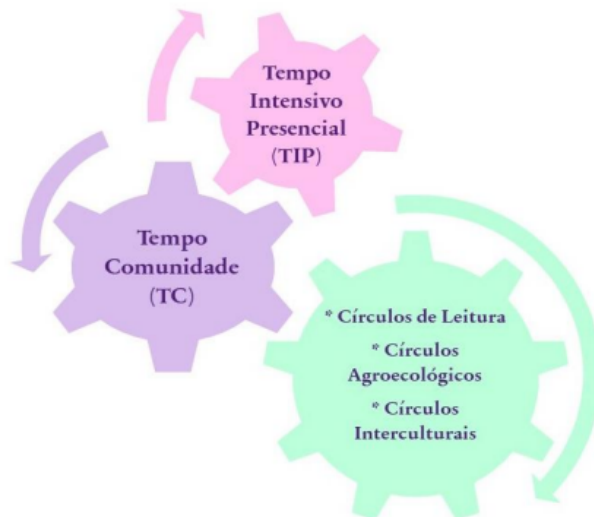 Tempo
Intensivo
Presencial
(TIP)
Tempo
Comunidade
(TC)
* Círculos de Leitura
* Círculos
Agroecológicos
* Círculos
Interculturais